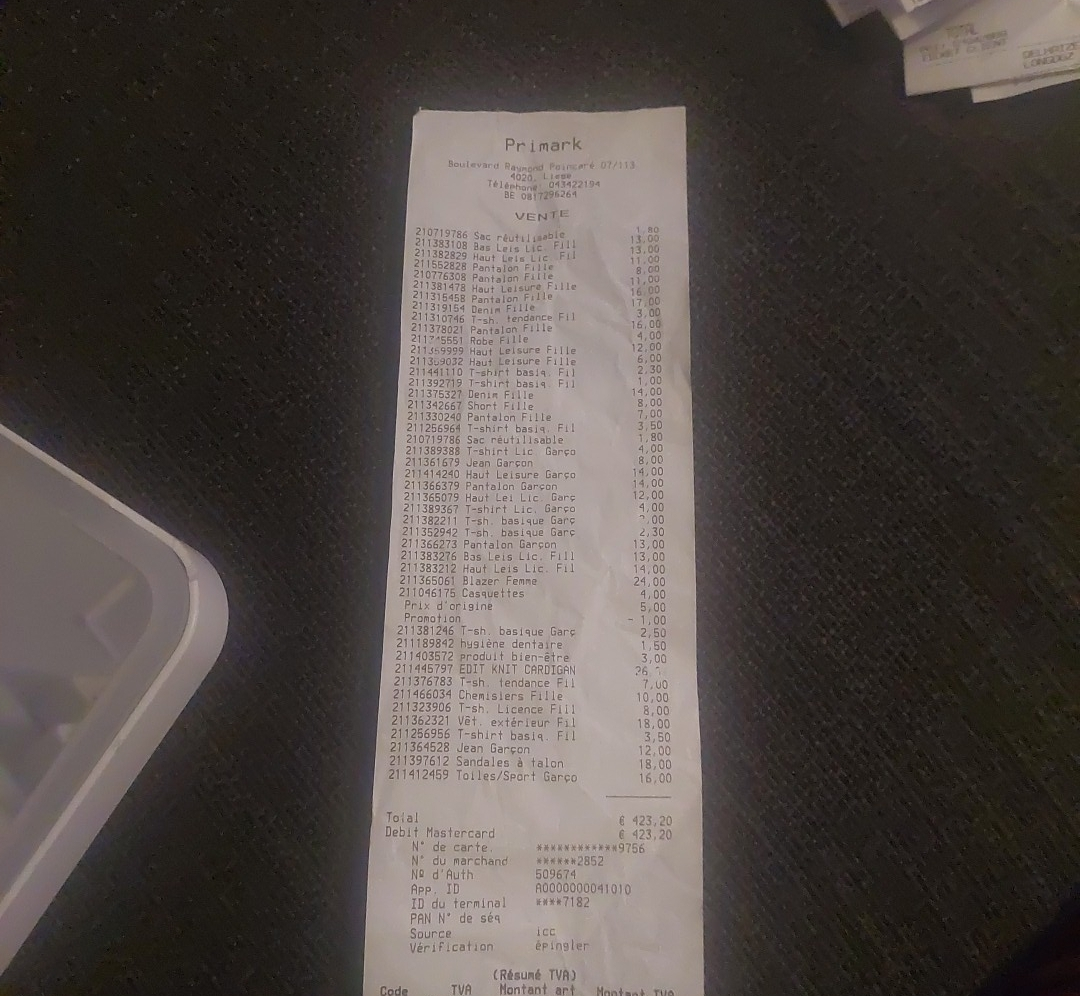 TOTAL
TICKET CLIENT
DELHAIZE
LONGDOZ
Primark
Boulevard Raymond Poincaré 07/113
4020, Liege
Téléphone: 043422194
BE 0817296264
VENTE
210719786 Sac réutilisable 1,80
211383108 Bas Leis Lic. Fill 13,00
211382829 Haut Leis Lic. Fil 13,00
211552828 Pantalon Fille 11,00
210776308 Pantalon Fille 8,00
211381478 Haut Leisure Fille 11,00
211315458 Pantalon Fille 16,00
211319154 Denim Fille 17,00
211310746 T-sh. tendance Fil 3,00
211378021 Pantalon Fille 16,00
Robe Fille 4,00
Haut Leisure Fille 12,00
Haut Leisure Fille 6,00
211441110 T-shirt basiq. Fil 2,30
211392719 T-shirt basiq. Fil 1,00
211375327 Denim Fille 14,00
211342667 Short Fille 8,00
211330240 Pantalon Fille 7,00
211256964 T-shirt basiq. Fil 3,50
210719786 Sac réutilisable 1,80
211389388 T-shirt Lic. Garço 4,00
211361679 Jean Garçon 8,00
211414240 Haut Leisure Garço 14,00
211366379 Pantalon Garçon 14,00
211365079 Haut Lei Lic. Garç 12,00
211389367 T-shirt Lic. Garço 4,00
211382211 T-sh. basique Garç
211352942 T-sh. basique Garç 2,30
211366273 Pantalon Garçon 13,00
211383276 Bas Leis Lic. Fill 13,00
211383212 Haut Leis Lic. Fil 14,00
211365061 Blazer Femme 24,00
211046175 Casquettes 4,00
Prix d'origine 5,00
Promotion - 1,00
211381246 T-sh. basique Garç 2,50
211189842 hygiène dentaire 1,50
211403572 produit bien-être 3,00
211445797 EDIT KNIT CARDIGAN
211376783 T-sh. tendance Fil 7,00
211466034 Chemisiers Fille 10,00
211323906 T-sh. Licence Fill 8,00
211362321 Vêt. extérieur Fil 18,00
211256956 T-shirt basiq. Fil 3,50
211364528 Jean Garçon 12,00
211397612 Sandales à talon 18,00
211412459 Toiles/Sport Garço 16,00
Total € 423,20
Debit Mastercard € 423,20
N° de carte. ************9756
N° du marchand ******2852
Nº d'Auth 509674
App. ID A0000000041010
ID du terminal ****7182
PAN N° de séq
Source icc
Vérification épingler
(Résumé TVA)
Code TVA Montant art Montant TVA